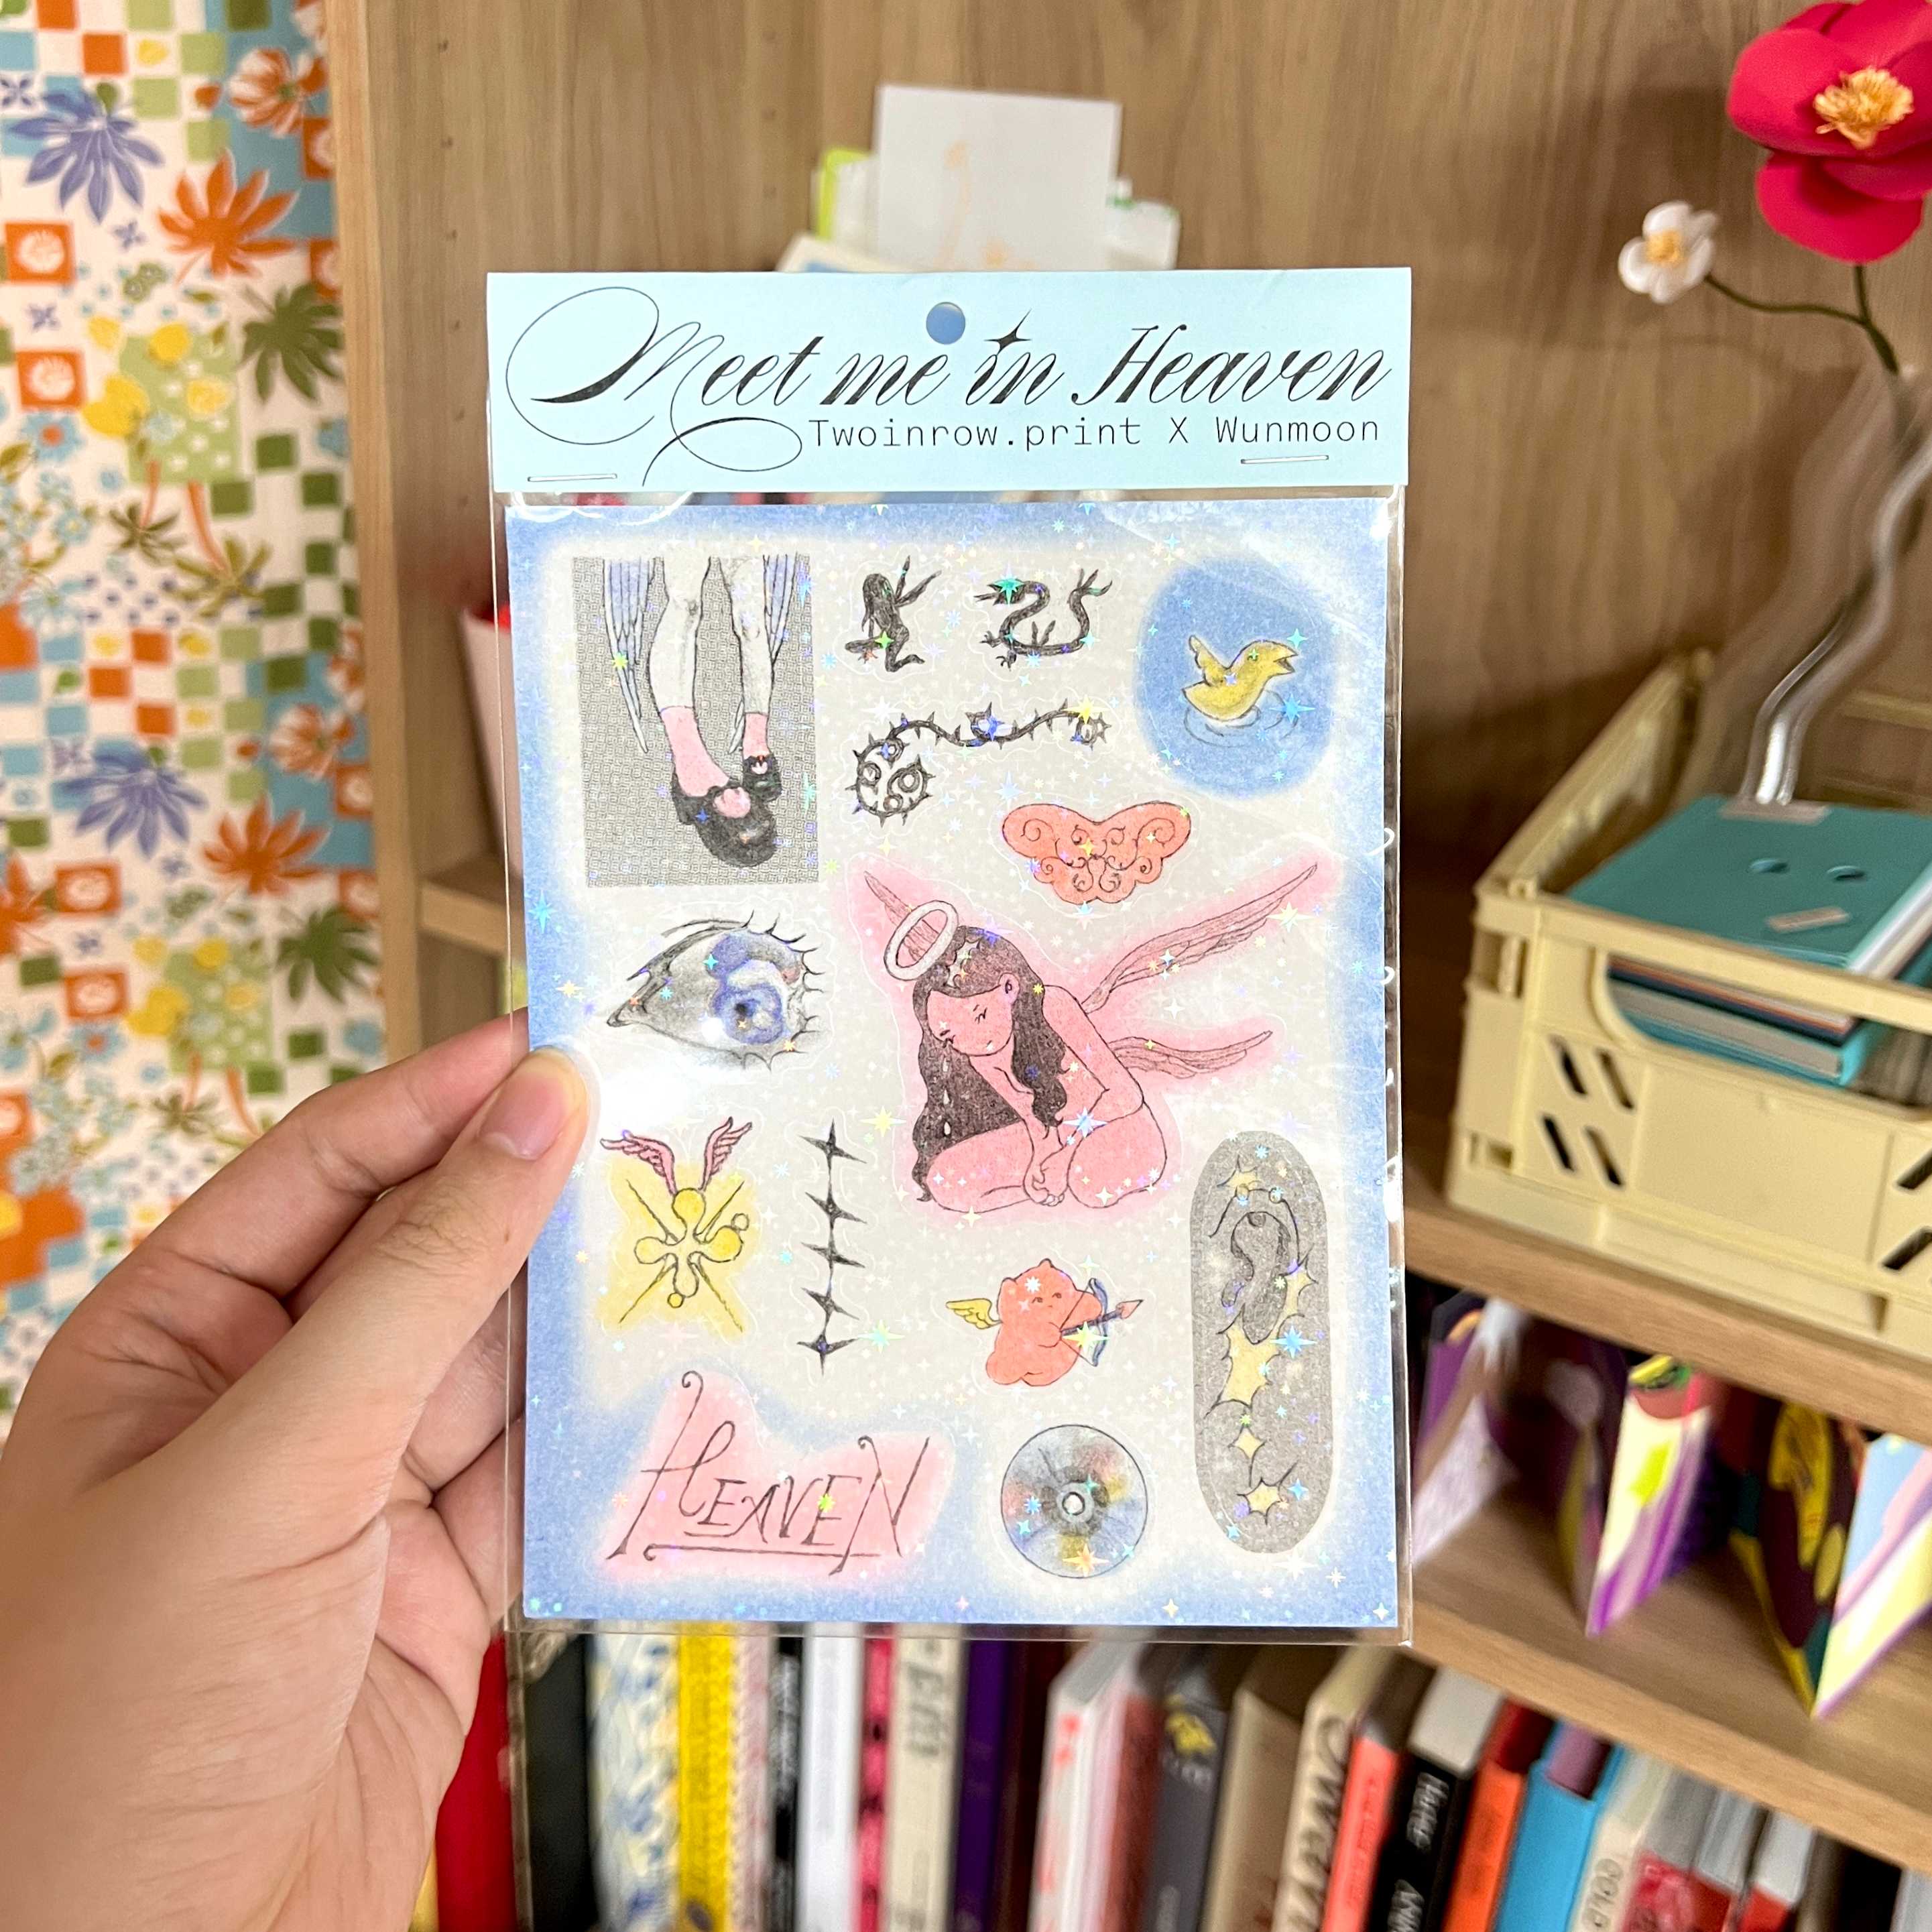 Meet me in Heaven
Twoinrow.print X Wunmoon
HEAVEN